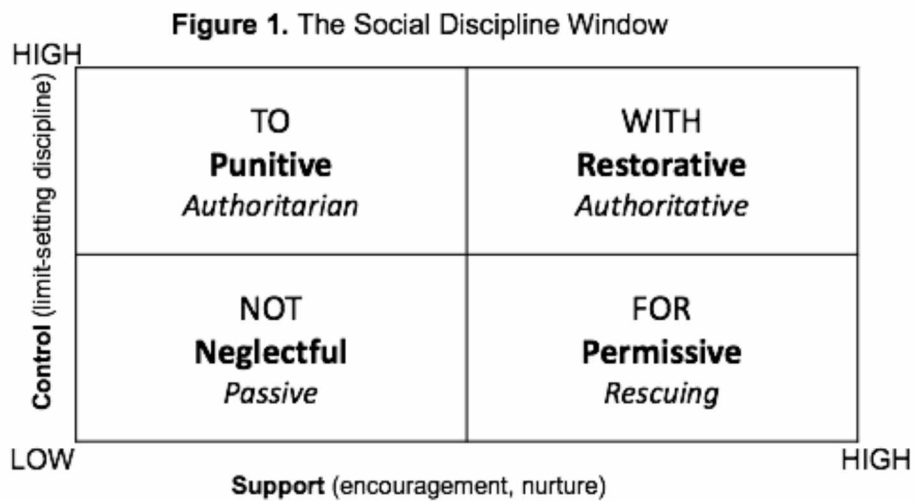 Figure 1. The Social Discipline Window
HIGH
Control (limit-setting discipline)
TO
Punitive
Authoritarian
WITH
Restorative
Authoritative
NOT
Neglectful
Passive
FOR
Permissive
Rescuing
LOW
HIGH
Support (encouragement, nurture)